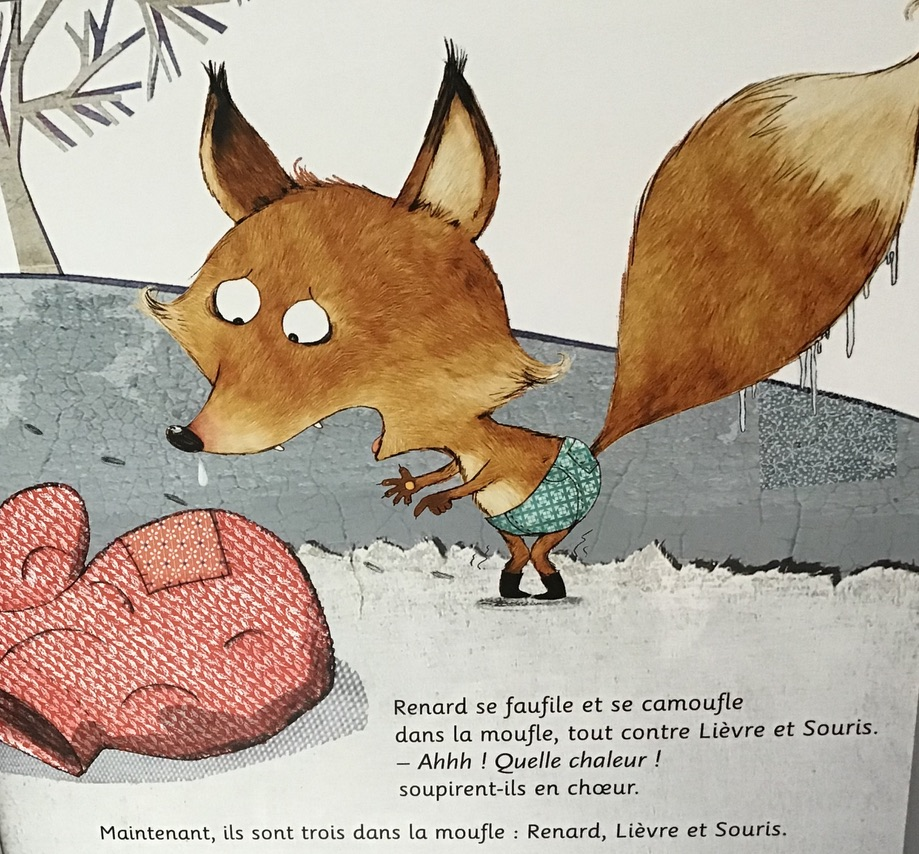 Renard se faufile et se camoufle
dans la moufle, tout contre Lièvre et Souris.
– Ahhh ! Quelle chaleur !
soupirent-ils en chœur.
Maintenant, ils sont trois dans la moufle : Renard, Lièvre et Souris.